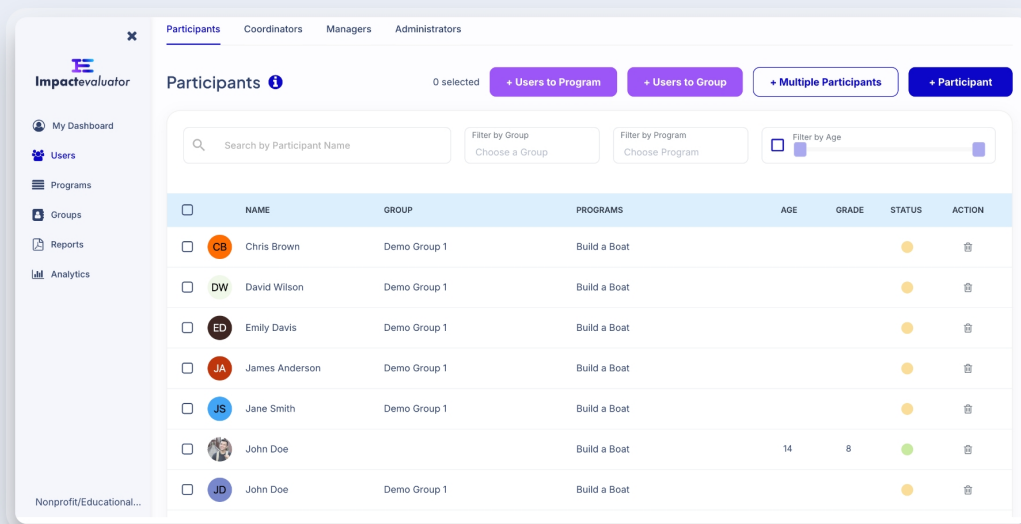 Participants Coordinators Managers Administrators
Impactevaluator
Participants i 0 selected + Users to Program + Users to Group + Multiple Participants + Participant
My Dashboard
Users
Programs
Groups
Reports
Analytics
Nonprofit/Educational...
Search by Participant Name
Filter by Group
Choose a Group
Filter by Program
Choose Program
Filter by Age
NAME GROUP PROGRAMS AGE GRADE STATUS ACTION
CB Chris Brown Demo Group 1 Build a Boat
DW David Wilson Demo Group 1 Build a Boat
ED Emily Davis Demo Group 1 Build a Boat
JA James Anderson Demo Group 1 Build a Boat
JS Jane Smith Demo Group 1 Build a Boat
John Doe Build a Boat 14 8
JD John Doe Demo Group 1 Build a Boat